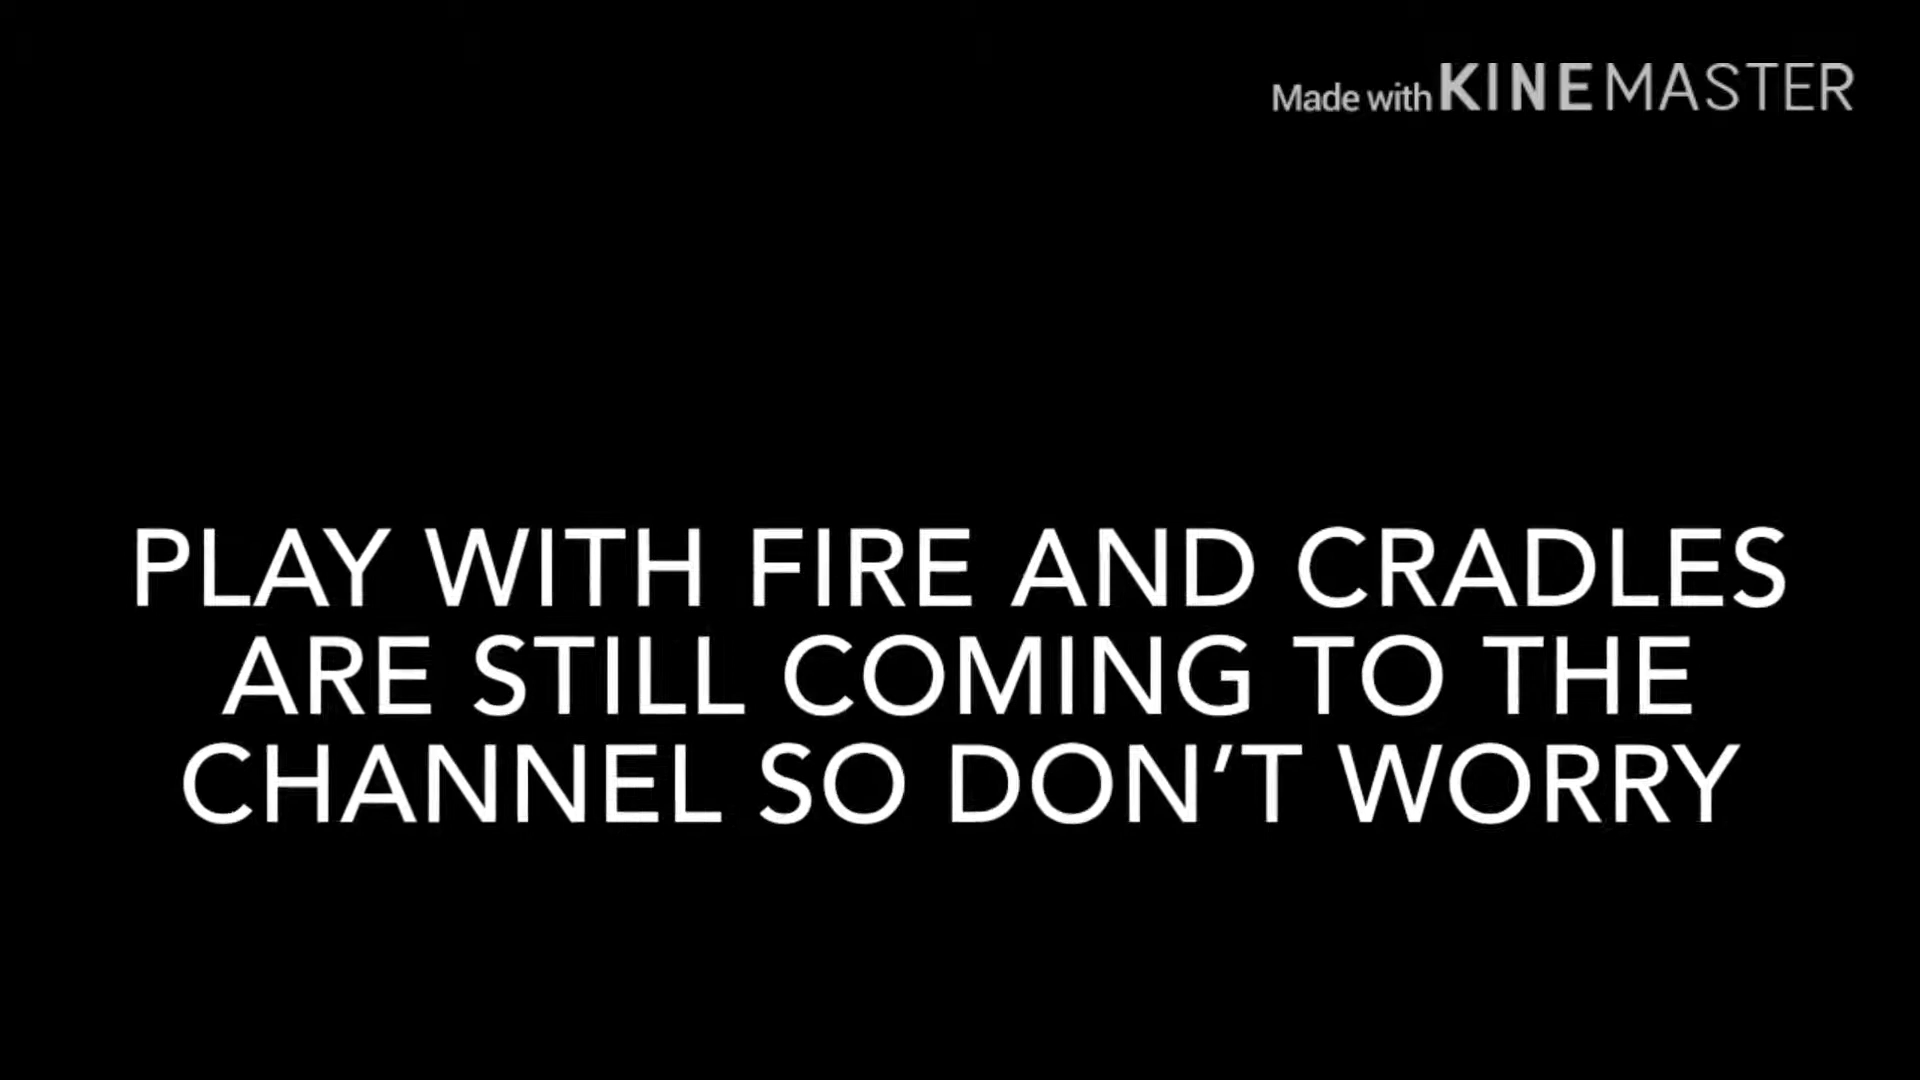 Made with KINEMASTER
PLAY WITH FIRE AND CRADLES
ARE STILL COMING TO THE
CHANNEL SO DON’T WORRY